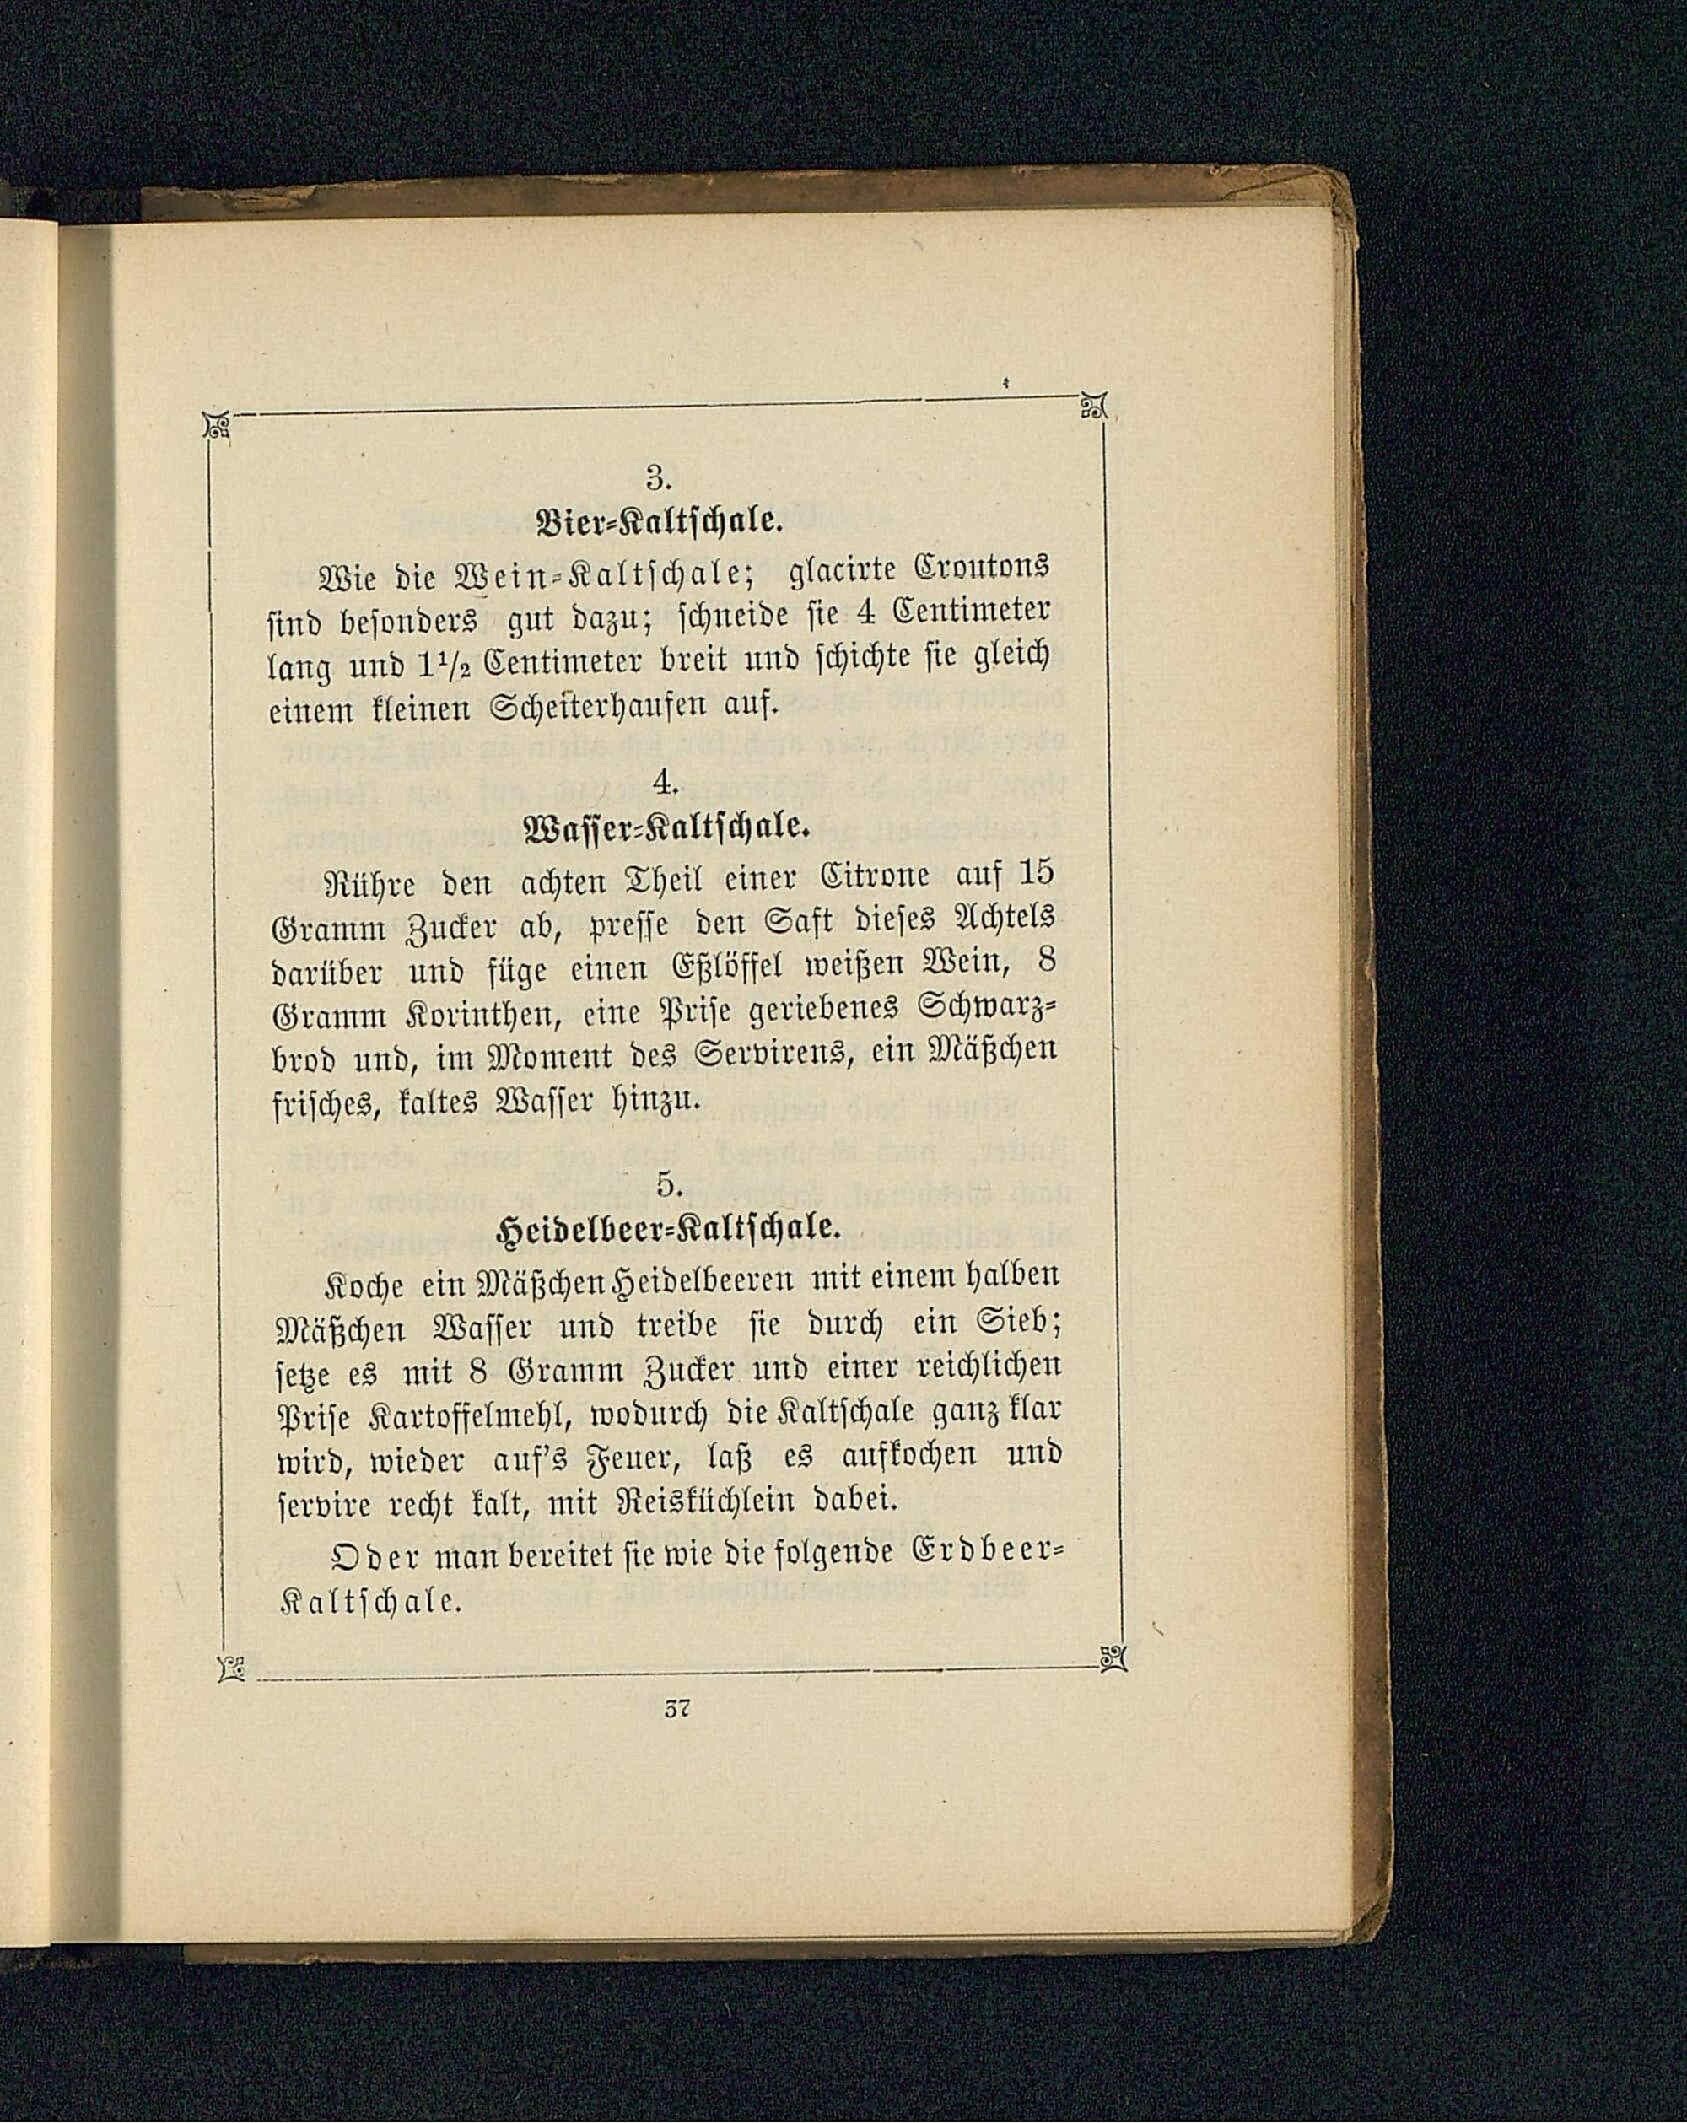 3.
Bier-Kaltschale.
Wie die Wein-Kaltschale; glacirte Croutons
sind besonders gut dazu; schneide sie 4 Centimeter
lang und 1½ Centimeter breit und schichte sie gleich
einem kleinen Scheiterhaufen auf.
4.
Wasser-Kaltschale.
Rühre den achten Theil einer Citrone auf 15
Gramm Zucker ab, presse den Saft dieses Achtels
darüber und füge einen Eßlöffel weißen Wein, 8
Gramm Korinthen, eine Prise geriebenes Schwarz-
brod und, im Moment des Servirens, ein Mäßchen
frisches, kaltes Wasser hinzu.
5.
Heidelbeer-Kaltschale.
Koche ein Mäßchen Heidelbeeren mit einem halben
Mäßchen Wasser und treibe sie durch ein Sieb;
setze es mit 8 Gramm Zucker und einer reichlichen
Prise Kartoffelmehl, wodurch die Kaltschale ganz klar
wird, wieder auf's Feuer, laß es aufkochen und
servire recht kalt, mit Reisküchlein dabei.
Oder man bereitet sie wie die folgende Erdbeer-
Kaltschale.
37